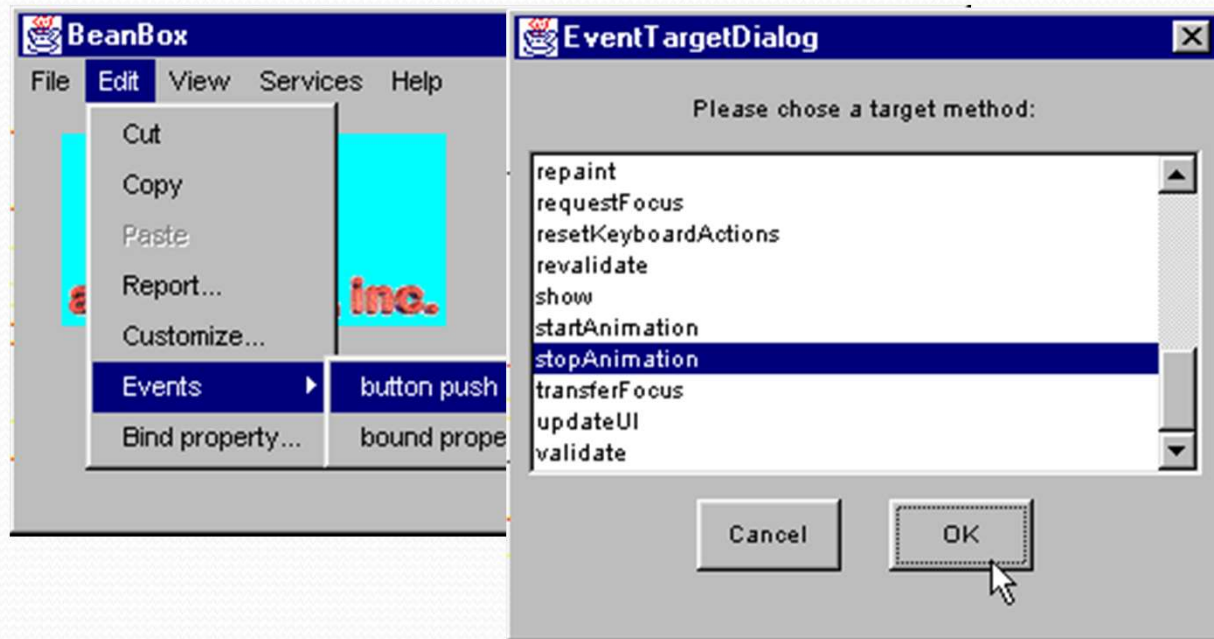 BeanBox
File Edit View Services Help
Cut
Copy
Paste
Report...
Customize...
Events
Bind property...
button push
bound prope
a
inc.
EventTargetDialog
Please chose a target method:
repaint
requestFocus
resetKeyboardActions
revalidate
show
startAnimation
stopAnimation
transferFocus
updateUI
validate
Cancel OK